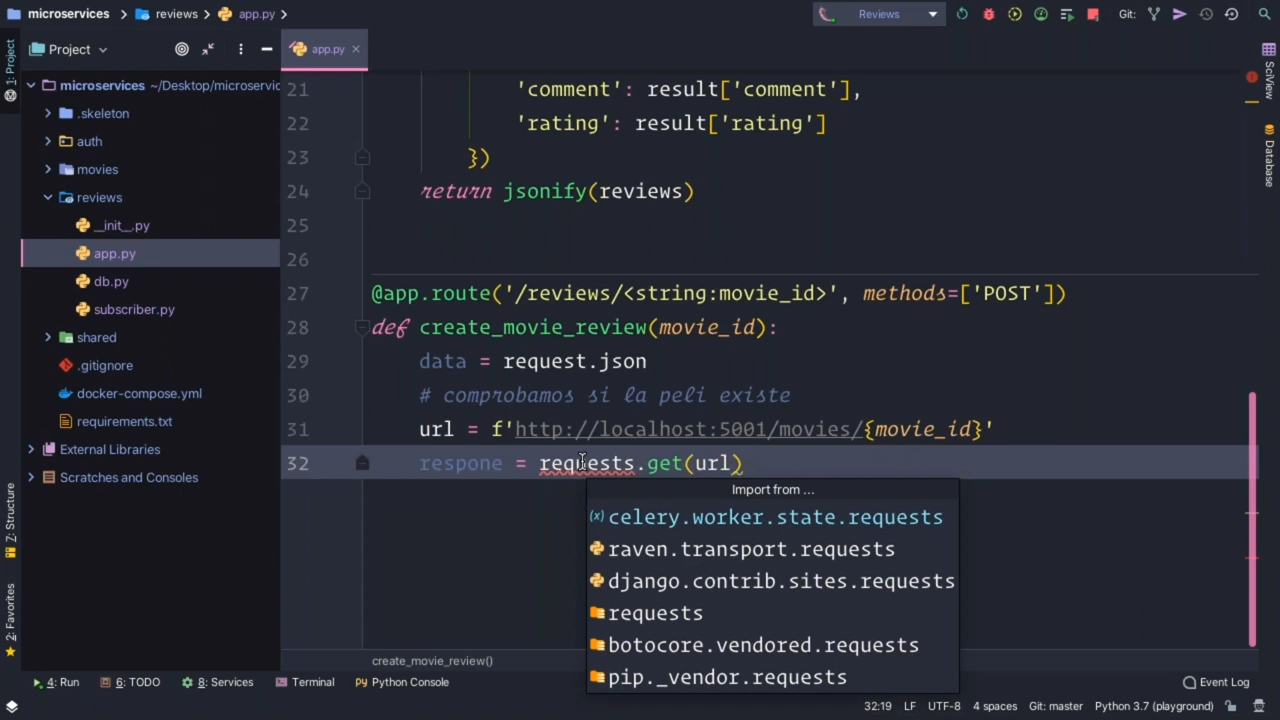 microservices reviews app.py Reviews Git:
1: Project
Project
app.py
microservices ~/Desktop/microservic
.skeleton
auth
movies
reviews
__init__.py
app.py
db.py
subscriber.py
shared
.gitignore
docker-compose.yml
requirements.txt
External Libraries
Scratches and Consoles
21 'comment': result['comment'],
22 'rating': result['rating']
23 })
24 return jsonify(reviews)
25
26
27 @app.route('/reviews/<string:movie_id>', methods=['POST'])
28 def create_movie_review(movie_id):
29 data = request.json
30 # comprobamos si la peli existe
31 url = f'http://localhost:5001/movies/{movie_id}'
32 respone = requests.get(url)
Import from ...
(x) celery.worker.state.requests
raven.transport.requests
django.contrib.sites.requests
requests
botocore.vendored.requests
pip._vendor.requests
create_movie_review()
SciView
Database
Z: Structure
2: Favorites
4: Run 6: TODO 8: Services Terminal Python Console Event Log
32:19 LF UTF-8 4 spaces Git: master Python 3.7 (playground)